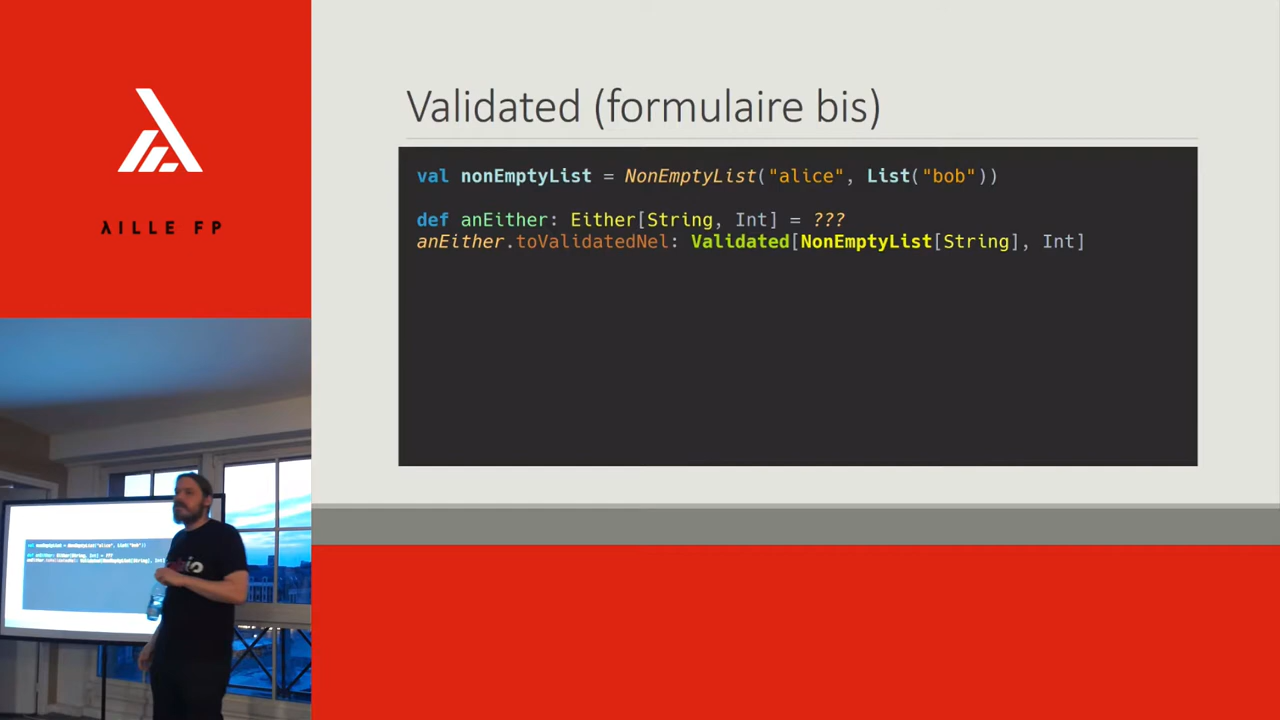 Validated (formulaire bis)
val nonEmptyList = NonEmptyList("alice", List("bob"))
def anEither: Either[String, Int] = ???
anEither.toValidatedNel: Validated[NonEmptyList[String], Int]
λILLE FP